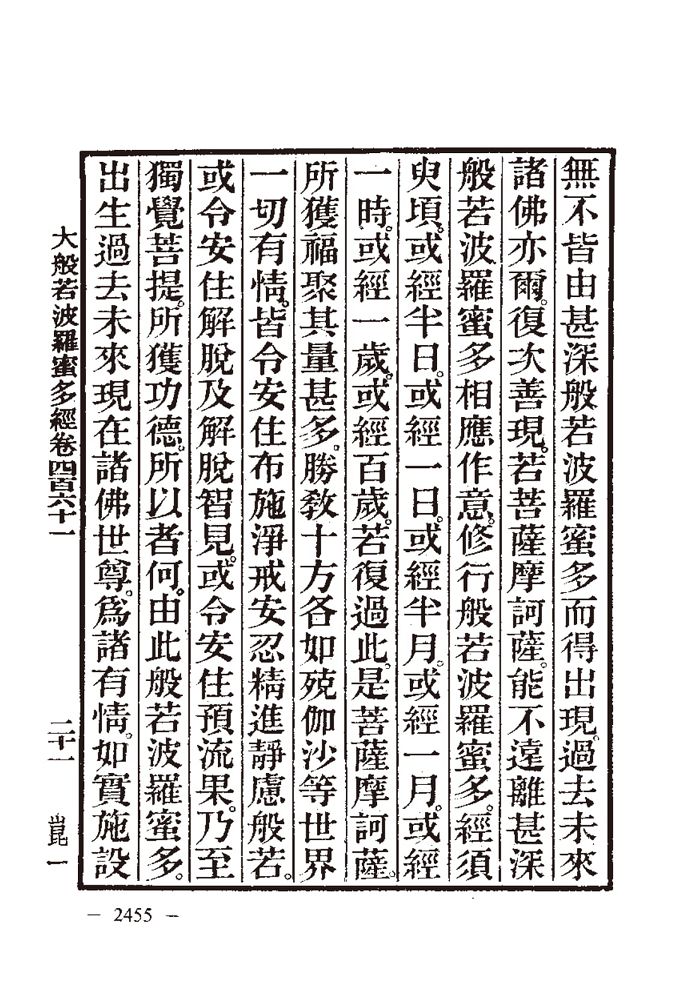 無不皆由甚深般若波羅蜜多而得出現。過去未來
諸佛亦爾。復次善現。若菩薩摩訶薩。能不遠離甚深
般若波羅蜜多相應作意。修行般若波羅蜜多。經須
臾頃。或經半日。或經一日。或經半月。或經一月。或經
一時。或經一歲。或經百歲。若復過此。是菩薩摩訶薩。
所獲福聚其量甚多。勝教十方各如殑伽沙等世界
一切有情。皆令安住布施淨戒安忍精進靜慮般若。
或令安住解脫及解脫智見。或令安住預流果。乃至
獨覺菩提。所獲功德。所以者何。由此般若波羅蜜多。
出生過去未來現在諸佛世尊。爲諸有情。如實施設
大般若波羅蜜多經卷四百六十一 二十一 崑一
— 2455 —